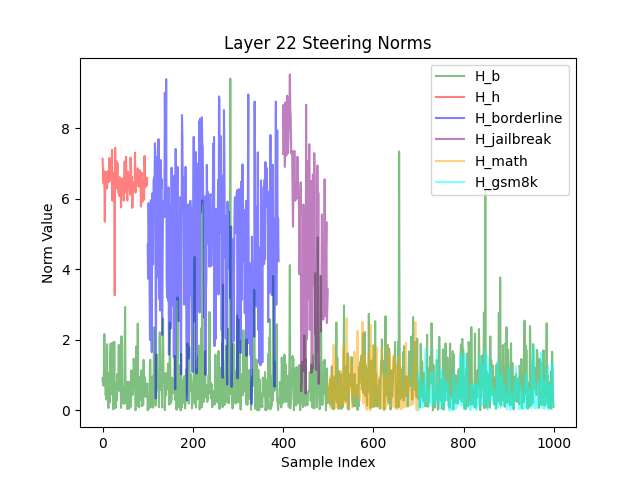 Layer 22 Steering Norms
H_b
H_h
H_borderline
H_jailbreak
H_math
H_gsm8k
Norm Value
8
6
4
2
0
0
200
400
600
800
1000
Sample Index